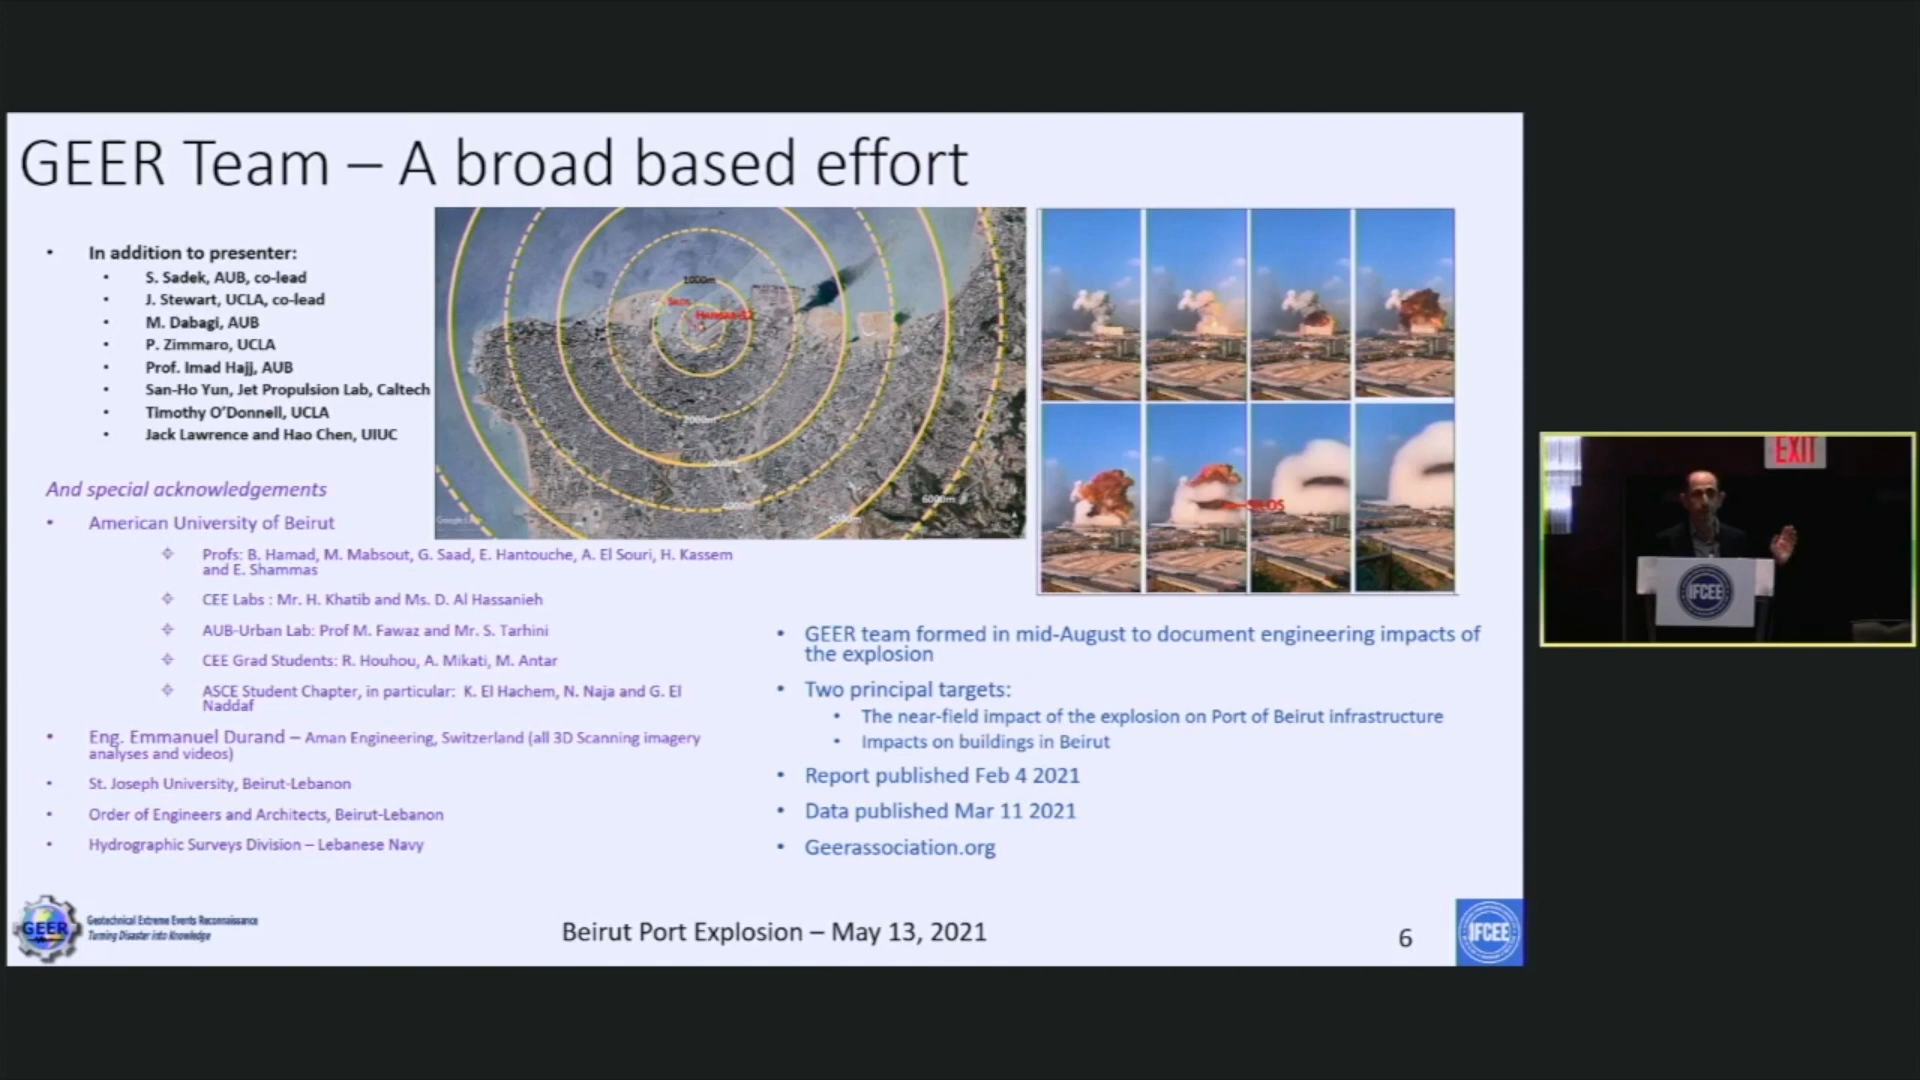 GEER Team – A broad based effort
• In addition to presenter:
• S. Sadek, AUB, co-lead
• J. Stewart, UCLA, co-lead
• M. Dabagi, AUB
• P. Zimmaro, UCLA
• Prof. Imad Hajj, AUB
• San-Ho Yun, Jet Propulsion Lab, Caltech
• Timothy O'Donnell, UCLA
• Jack Lawrence and Hao Chen, UIUC
And special acknowledgements
• American University of Beirut
Profs: B. Hamad, M. Mabsout, G. Saad, E. Hantouche, A. El Souri, H. Kassem
and E. Shammas
CEE Labs : Mr. H. Khatib and Ms. D. Al Hassanieh
AUB-Urban Lab: Prof M. Fawaz and Mr. S. Tarhini
CEE Grad Students: R. Houhou, A. Mikati, M. Antar
ASCE Student Chapter, in particular: K. El Hachem, N. Naja and G. El
Naddaf
• Eng. Emmanuel Durand – Aman Engineering, Switzerland (all 3D Scanning imagery
analyses and videos)
• St. Joseph University, Beirut-Lebanon
• Order of Engineers and Architects, Beirut-Lebanon
• Hydrographic Surveys Division – Lebanese Navy
1000m
2000m
4000m
5000m
6000m
SILOS
• GEER team formed in mid-August to document engineering impacts of
the explosion
• Two principal targets:
• The near-field impact of the explosion on Port of Beirut infrastructure
• Impacts on buildings in Beirut
• Report published Feb 4 2021
• Data published Mar 11 2021
• Geerassociation.org
GEER
Geotechnical Extreme Events Reconnaissance
Turning Disaster into Knowledge
Beirut Port Explosion – May 13, 2021
6
IFCEE
EXIT
IFCEE